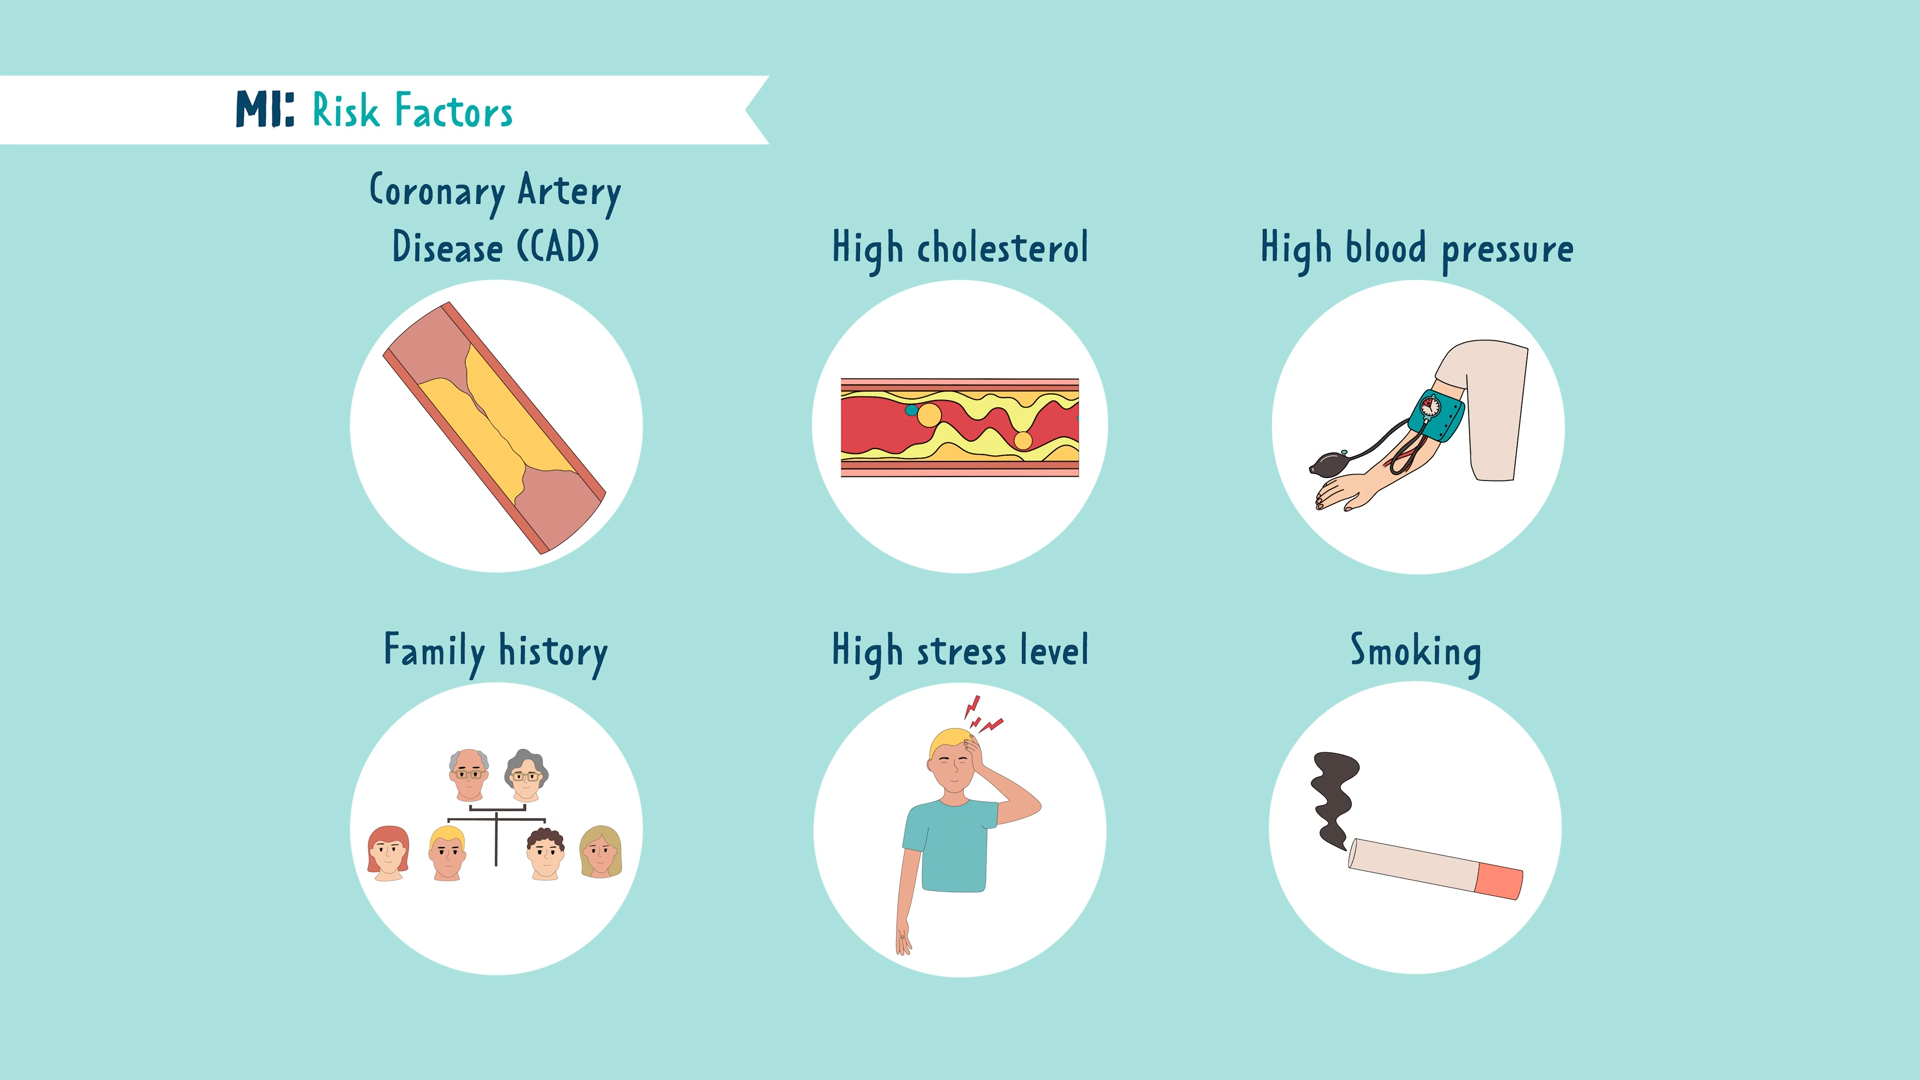 MI: Risk Factors
Coronary Artery
Disease (CAD)
High cholesterol
High blood pressure
Family history
High stress level
Smoking